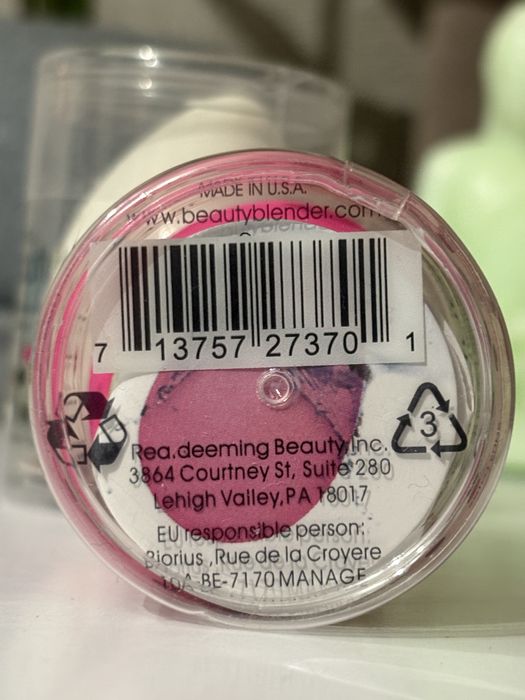 MADE IN U.S.A.
www.beautyblender.com
7 13757 27370 1
3
Rea.deeming Beauty, Inc.
3864 Courtney St, Suite 280
Lehigh Valley, PA 18017
EU responsible person:
Biorius ,Rue de la Croyere
1DA BE-7170 MANAGE